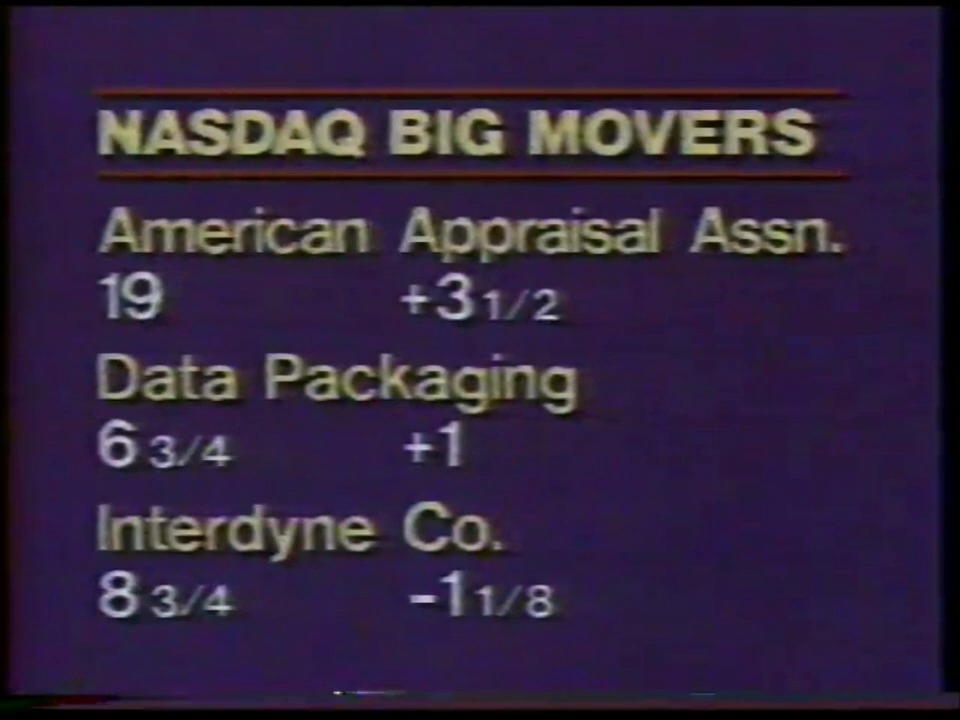 NASDAQ BIG MOVERS
American Appraisal Assn.
19 +3 1/2
Data Packaging
6 3/4 +1
Interdyne Co.
8 3/4 -1 1/8